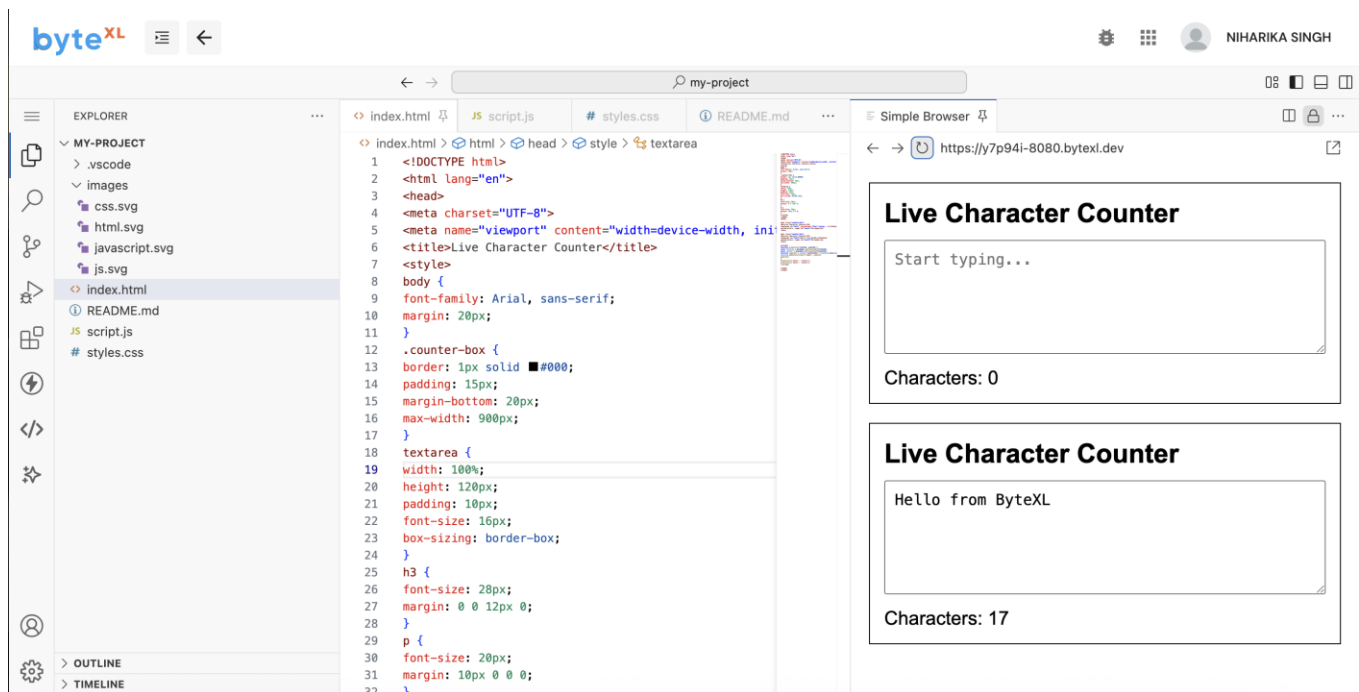 byteXL
NIHARIKA SINGH
my-project
EXPLORER
MY-PROJECT
.vscode
images
css.svg
html.svg
javascript.svg
js.svg
index.html
README.md
script.js
styles.css
OUTLINE
TIMELINE
index.html
JS script.js
# styles.css
README.md
index.html > html > head > style > textarea
1 <!DOCTYPE html>
2 <html lang="en">
3 <head>
4 <meta charset="UTF-8">
5 <meta name="viewport" content="width=device-width, ini
6 <title>Live Character Counter</title>
7 <style>
8 body {
9 font-family: Arial, sans-serif;
10 margin: 20px;
11 }
12 .counter-box {
13 border: 1px solid #000;
14 padding: 15px;
15 margin-bottom: 20px;
16 max-width: 900px;
17 }
18 textarea {
19 width: 100%;
20 height: 120px;
21 padding: 10px;
22 font-size: 16px;
23 box-sizing: border-box;
24 }
25 h3 {
26 font-size: 28px;
27 margin: 0 0 12px 0;
28 }
29 p {
30 font-size: 20px;
31 margin: 10px 0 0 0;
32 }
Simple Browser
https://y7p94i-8080.bytexl.dev
Live Character Counter
Start typing...
Characters: 0
Live Character Counter
Hello from ByteXL
Characters: 17